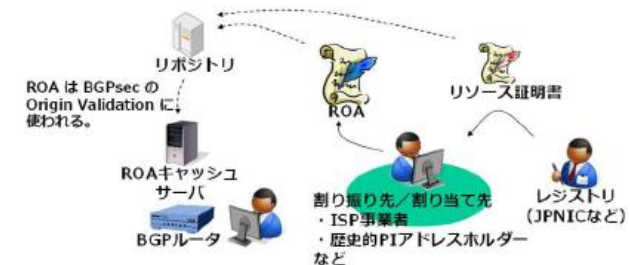 リポジトリ
ROA は BGPsec の
Origin Validation に
使われる。
ROA
リソース証明書
ROAキャッシュ
サーバ
BGPルータ
割り振り先／割り当て先
・ISP事業者
・歴史的PIアドレスホルダー
など
レジストリ
(JPNICなど)